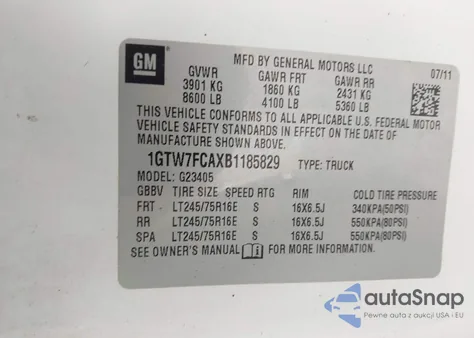 GM
MFD BY GENERAL MOTORS LLC
07/11
GVWR GAWR FRT GAWR RR
3901 KG 1860 KG 2431 KG
8600 LB 4100 LB 5360 LB
THIS VEHICLE CONFORMS TO ALL APPLICABLE U.S. FEDERAL MOTOR
VEHICLE SAFETY STANDARDS IN EFFECT ON THE DATE OF
MANUFACTURE SHOWN ABOVE.
1GTW7FCAXB1185829 TYPE: TRUCK
MODEL: G23405
GBBV TIRE SIZE SPEED RTG RIM COLD TIRE PRESSURE
FRT LT245/75R16E S 16X6.5J 340KPA(50PSI)
RR LT245/75R16E S 16X6.5J 550KPA(80PSI)
SPA LT245/75R16E S 16X6.5J 550KPA(80PSI)
SEE OWNER'S MANUAL FOR MORE INFORMATION.
autoSnap
Pewne auta z aukcji USA i EU